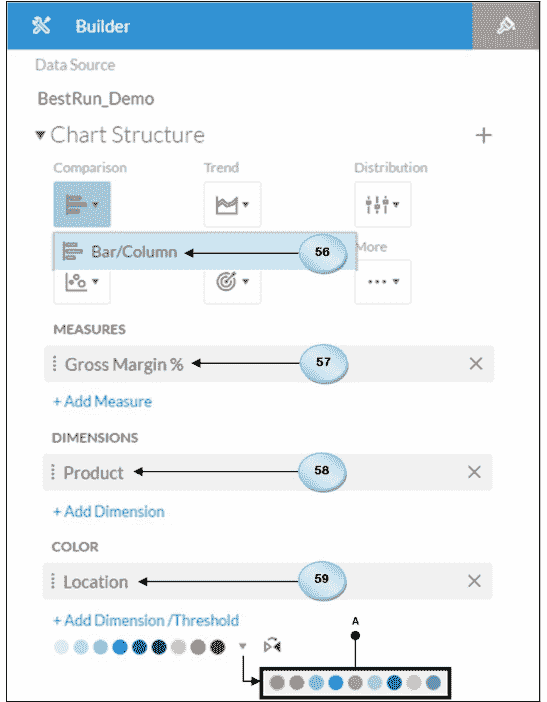 Builder
Data Source
BestRun_Demo
Chart Structure
Comparison Trend Distribution
Bar/Column 56 More
MEASURES
Gross Margin % 57
+ Add Measure
DIMENSIONS
Product 58
+ Add Dimension
COLOR
Location 59
+ Add Dimension /Threshold
A